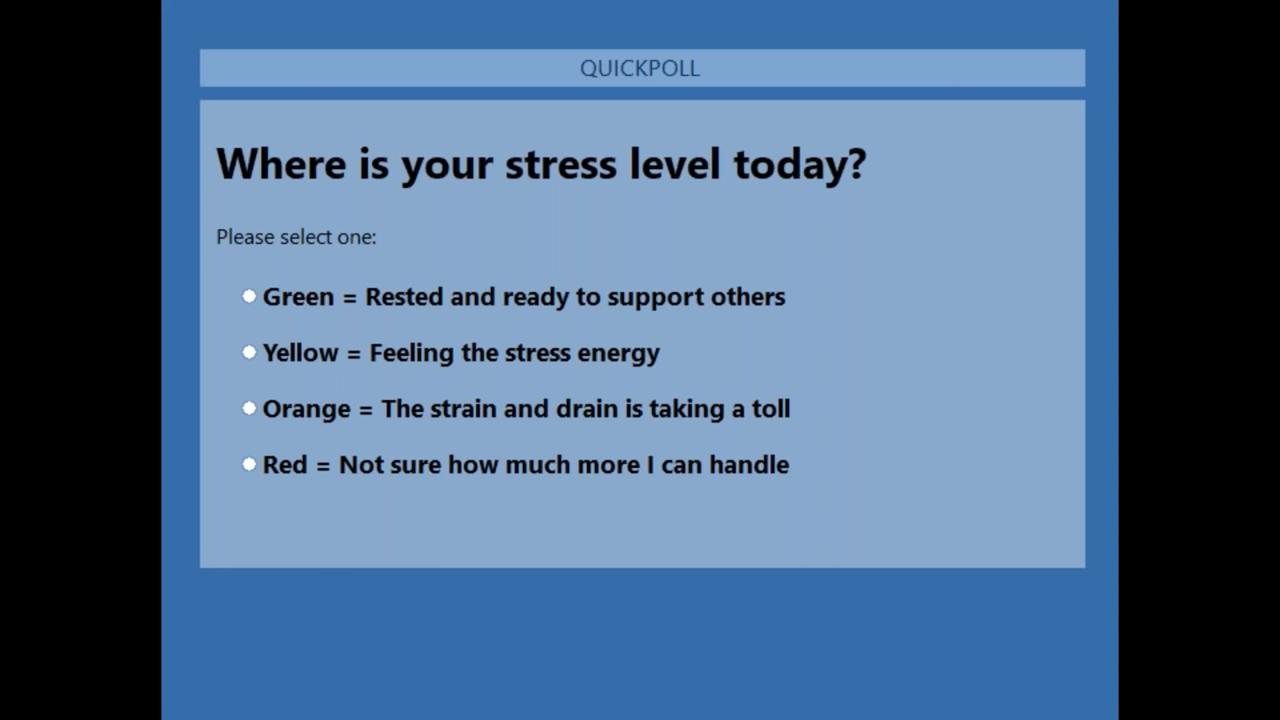 QUICKPOLL
Where is your stress level today?
Please select one:
Green = Rested and ready to support others
Yellow = Feeling the stress energy
Orange = The strain and drain is taking a toll
Red = Not sure how much more I can handle